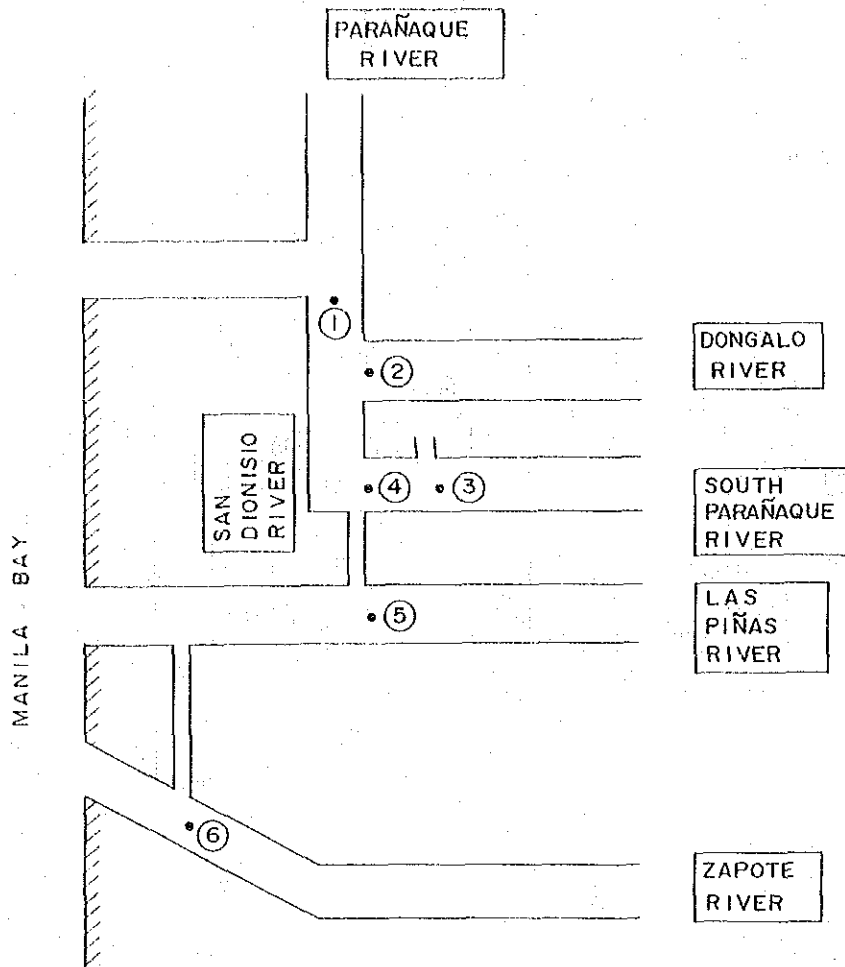 PARAÑAQUE
RIVER
1
DONGALO
RIVER
2
SAN
DIONISIO
RIVER
4
3
SOUTH
PARAÑAQUE
RIVER
MANILA BAY
5
LAS
PIÑAS
RIVER
6
ZAPOTE
RIVER